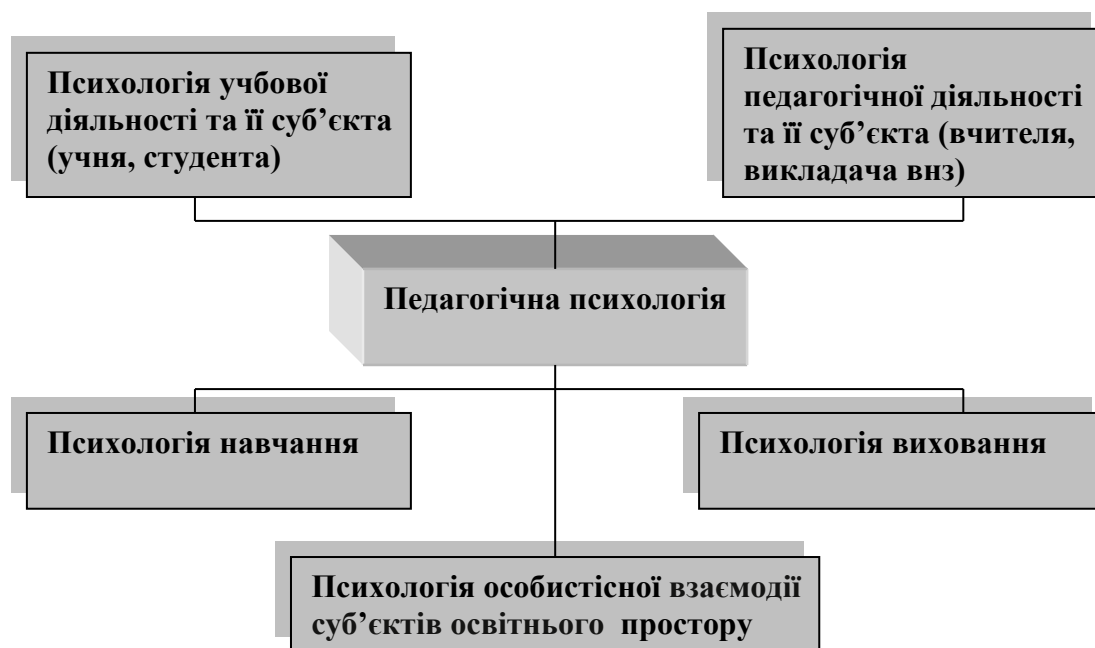 Психологія учбової
діяльності та її суб’єкта
(учня, студента)
Психологія
педагогічної діяльності
та її суб’єкта (вчителя,
викладача внз)
Педагогічна психологія
Психологія навчання
Психологія виховання
Психологія особистісної взаємодії
суб’єктів освітнього простору